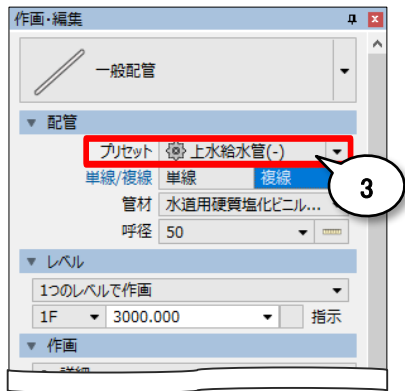 作画・編集
一般配管
配管
プリセット 上水給水管(-)
単線/複線 単線 複線
3
管材 水道用硬質塩化ビニル...
呼径 50
レベル
1つのレベルで作画
1F 3000.000 指示
作画